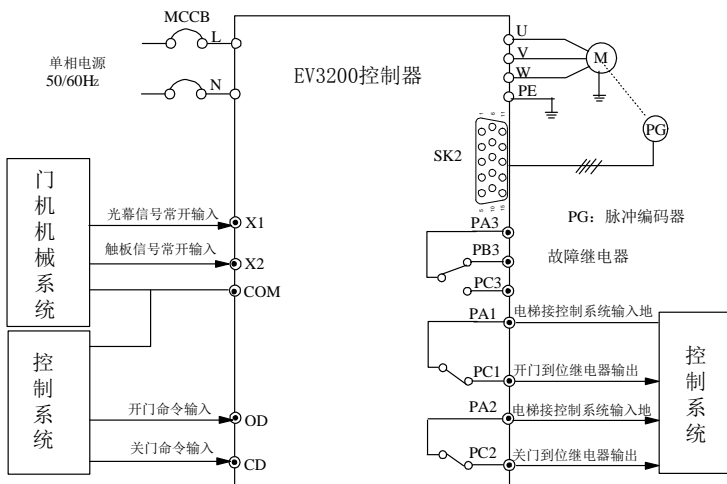 MCCB
L
单相电源
50/60Hz
N
EV3200控制器
U
V
W
PE
M
PG
SK2
1
6
11
5
10
15
PG：脉冲编码器
门机机械系统
光幕信号常开输入
X1
触板信号常开输入
X2
COM
控制系统
开门命令输入
OD
关门命令输入
CD
PA3
PB3
故障继电器
PC3
PA1
电梯接控制系统输入地
PC1
开门到位继电器输出
PA2
电梯接控制系统输入地
PC2
关门到位继电器输出
控制系统